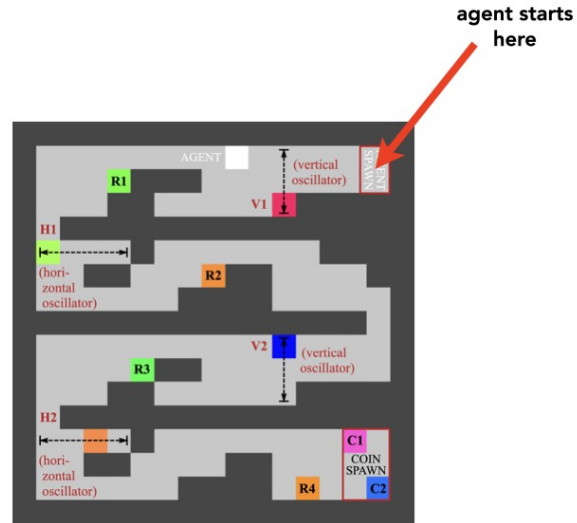 agent starts
here
AGENT
(vertical
oscillator)
ENT
SPAWN
R1
V1
H1
(hori-
zontal
oscillator)
R2
V2
(vertical
oscillator)
R3
H2
(hori-
zontal
oscillator)
C1
COIN
SPAWN
R4
C2